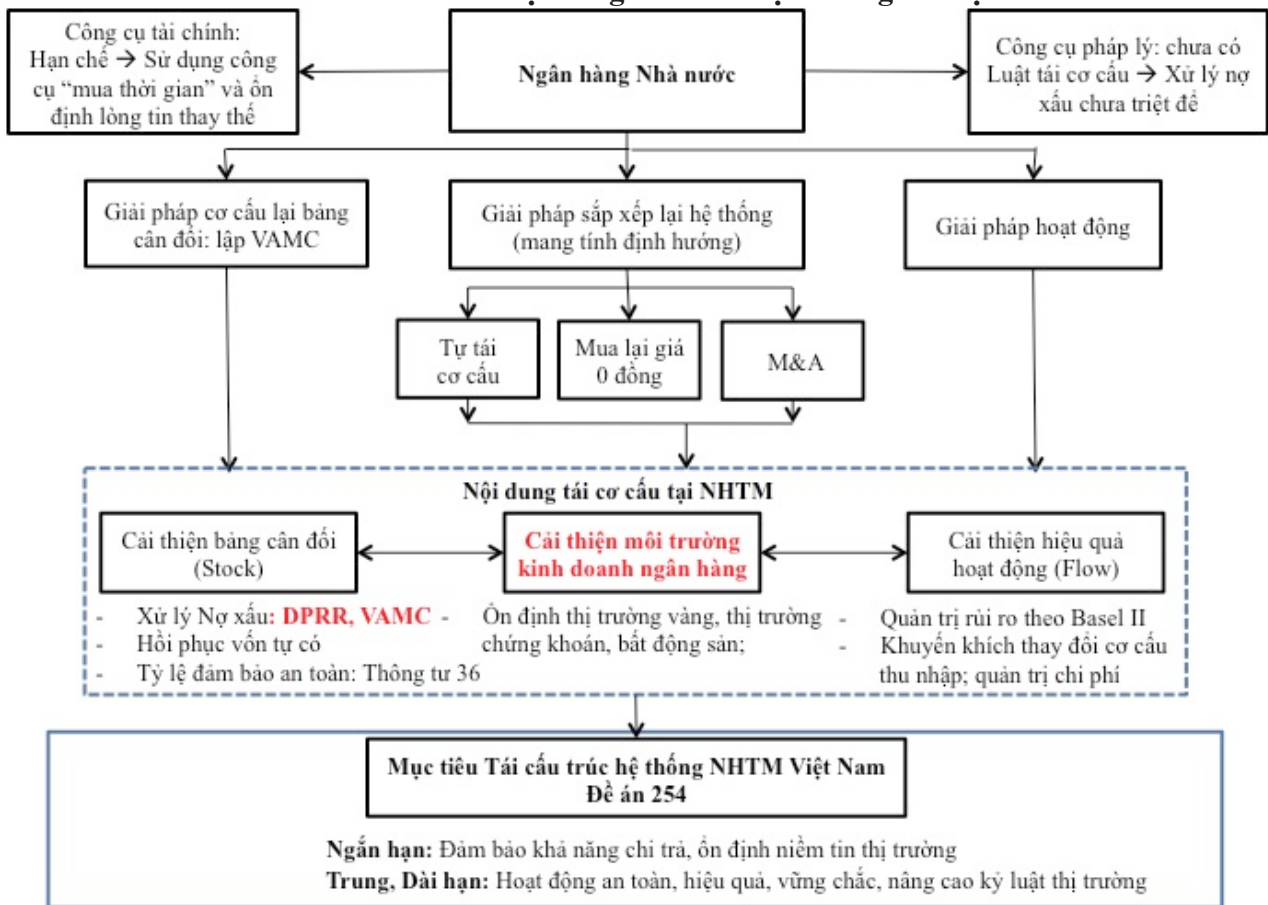 Công cụ tài chính:
Hạn chế → Sử dụng công
cụ “mua thời gian” và ổn
định lòng tin thay thế
Ngân hàng Nhà nước
Công cụ pháp lý: chưa có
Luật tái cơ cấu → Xử lý nợ
xấu chưa triệt để
Giải pháp cơ cấu lại bảng
cân đối: lập VAMC
Giải pháp sắp xếp lại hệ thống
(mang tính định hướng)
Giải pháp hoạt động
Tự tái
cơ cấu
Mua lại giá
0 đồng
M&A
Nội dung tái cơ cấu tại NHTM
Cải thiện bảng cân đối
(Stock)
Cải thiện môi trường
kinh doanh ngân hàng
Cải thiện hiệu quả
hoạt động (Flow)
- Xử lý Nợ xấu: DPRR, VAMC
- Hồi phục vốn tự có
- Tỷ lệ đảm bảo an toàn: Thông tư 36
- Ổn định thị trường vàng, thị trường
chứng khoán, bất động sản;
- Quản trị rủi ro theo Basel II
- Khuyến khích thay đổi cơ cấu
thu nhập; quản trị chi phí
Mục tiêu Tái cấu trúc hệ thống NHTM Việt Nam
Đề án 254
Ngắn hạn: Đảm bảo khả năng chi trả, ổn định niềm tin thị trường
Trung, Dài hạn: Hoạt động an toàn, hiệu quả, vững chắc, nâng cao kỷ luật thị trường